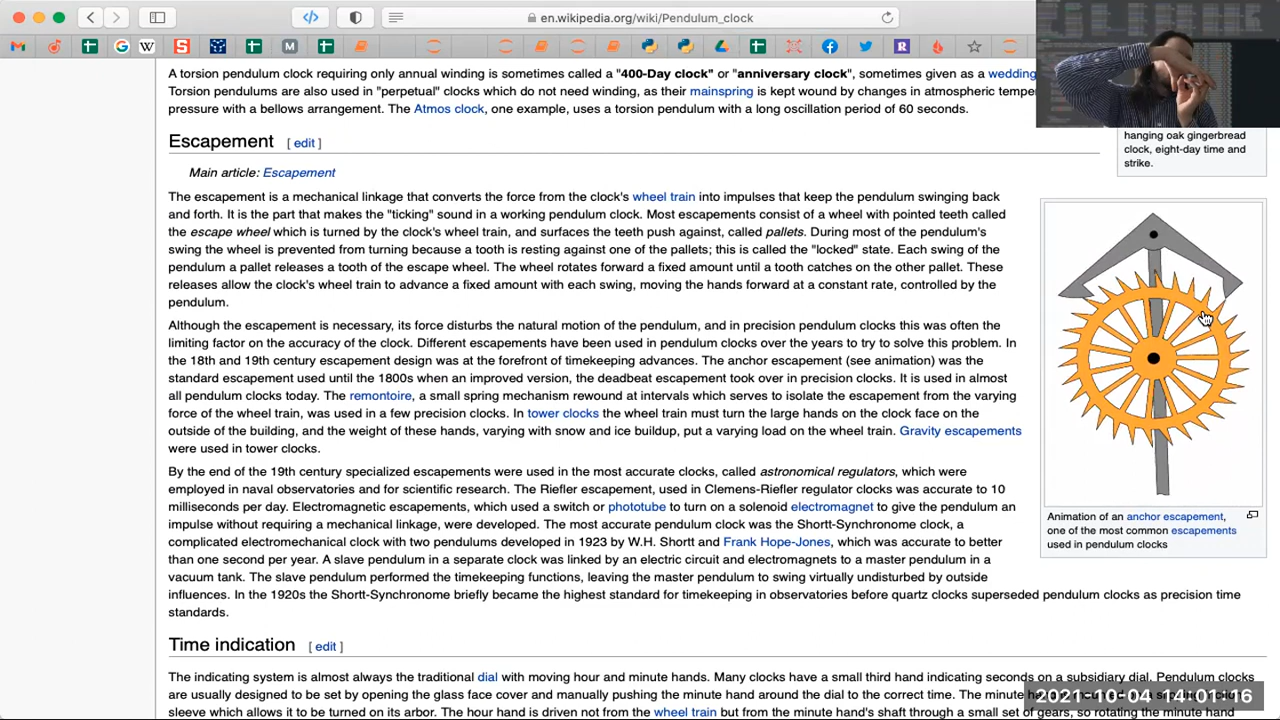 en.wikipedia.org/wiki/Pendulum_clock
A torsion pendulum clock requiring only annual winding is sometimes called a "400-Day clock" or "anniversary clock", sometimes given as a wedding
Torsion pendulums are also used in "perpetual" clocks which do not need winding, as their mainspring is kept wound by changes in atmospheric
pressure with a bellows arrangement. The Atmos clock, one example, uses a torsion pendulum with a long oscillation period of 60 seconds.
hanging oak gingerbread
clock, eight-day time and
strike.
Escapement [ edit ]
Main article: Escapement
The escapement is a mechanical linkage that converts the force from the clock's wheel train into impulses that keep the pendulum swinging back
and forth. It is the part that makes the "ticking" sound in a working pendulum clock. Most escapements consist of a wheel with pointed teeth called
the escape wheel which is turned by the clock's wheel train, and surfaces the teeth push against, called pallets. During most of the pendulum's
swing the wheel is prevented from turning because a tooth is resting against one of the pallets; this is called the "locked" state. Each swing of the
pendulum a pallet releases a tooth of the escape wheel. The wheel rotates forward a fixed amount until a tooth catches on the other pallet. These
releases allow the clock's wheel train to advance a fixed amount with each swing, moving the hands forward at a constant rate, controlled by the
pendulum.
Although the escapement is necessary, its force disturbs the natural motion of the pendulum, and in precision pendulum clocks this was often the
limiting factor on the accuracy of the clock. Different escapements have been used in pendulum clocks over the years to try to solve this problem. In
the 18th and 19th century escapement design was at the forefront of timekeeping advances. The anchor escapement (see animation) was the
standard escapement used until the 1800s when an improved version, the deadbeat escapement took over in precision clocks. It is used in almost
all pendulum clocks today. The remontoire, a small spring mechanism rewound at intervals which serves to isolate the escapement from the varying
force of the wheel train, was used in a few precision clocks. In tower clocks the wheel train must turn the large hands on the clock face on the
outside of the building, and the weight of these hands, varying with snow and ice buildup, put a varying load on the wheel train. Gravity escapements
were used in tower clocks.
By the end of the 19th century specialized escapements were used in the most accurate clocks, called astronomical regulators, which were
employed in naval observatories and for scientific research. The Riefler escapement, used in Clemens-Riefler regulator clocks was accurate to 10
milliseconds per day. Electromagnetic escapements, which used a switch or phototube to turn on a solenoid electromagnet to give the pendulum an
impulse without requiring a mechanical linkage, were developed. The most accurate pendulum clock was the Shortt-Synchronome clock, a
complicated electromechanical clock with two pendulums developed in 1923 by W.H. Shortt and Frank Hope-Jones, which was accurate to better
than one second per year. A slave pendulum in a separate clock was linked by an electric circuit and electromagnets to a master pendulum in a
vacuum tank. The slave pendulum performed the timekeeping functions, leaving the master pendulum to swing virtually undisturbed by outside
influences. In the 1920s the Shortt-Synchronome briefly became the highest standard for timekeeping in observatories before quartz clocks superseded pendulum clocks as precision time
standards.
Animation of an anchor escapement,
one of the most common escapements
used in pendulum clocks
Time indication [ edit ]
The indicating system is almost always the traditional dial with moving hour and minute hands. Many clocks have a small third hand indicating seconds on a subsidiary dial. Pendulum clocks
are usually designed to be set by opening the glass face cover and manually pushing the minute hand around the dial to the correct time. The minute
sleeve which allows it to be turned on its arbor. The hour hand is driven not from the wheel train but from the minute hand's shaft through a small set of gears, so rotating the minute hand
2021-10-04 14:01:16